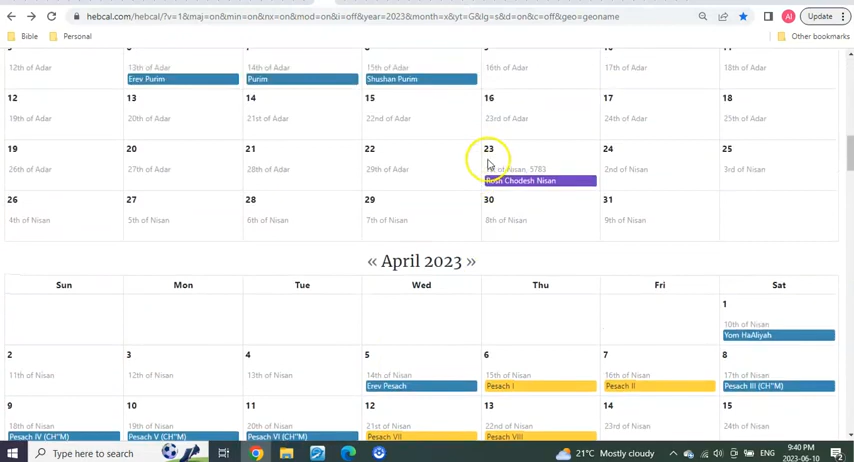 hebcal.com/hebcal/?v=1&maj=on&min=on&nx=on&mod=on&i=off&year=2023&month=x&yt=G&lg=s&d=on&c=off&geo=geoname
AI
Update
Bible
Personal
Other bookmarks
12th of Adar 13th of Adar 14th of Adar 15th of Adar 16th of Adar 17th of Adar 18th of Adar
Erev Purim Purim Shushan Purim
12 13 14 15 16 17 18
19th of Adar 20th of Adar 21st of Adar 22nd of Adar 23rd of Adar 24th of Adar 25th of Adar
19 20 21 22 23 24 25
26th of Adar 27th of Adar 28th of Adar 29th of Adar of Nisan, 5783 2nd of Nisan 3rd of Nisan
Rosh Chodesh Nisan
26 27 28 29 30 31
4th of Nisan 5th of Nisan 6th of Nisan 7th of Nisan 8th of Nisan 9th of Nisan
« April 2023 »
Sun Mon Tue Wed Thu Fri Sat
1
10th of Nisan
Yom HaAliyah
2 3 4 5 6 7 8
11th of Nisan 12th of Nisan 13th of Nisan 14th of Nisan 15th of Nisan 16th of Nisan 17th of Nisan
Erev Pesach Pesach I Pesach II Pesach III (CH"M)
9 10 11 12 13 14 15
18th of Nisan 19th of Nisan 20th of Nisan 21st of Nisan 22nd of Nisan 23rd of Nisan 24th of Nisan
Pesach IV (CH"M) Pesach V (CH"M) Pesach VI (CH"M) Pesach VII Pesach VIII
Type here to search
21°C Mostly cloudy
ENG
9:40 PM
2023-06-10
2